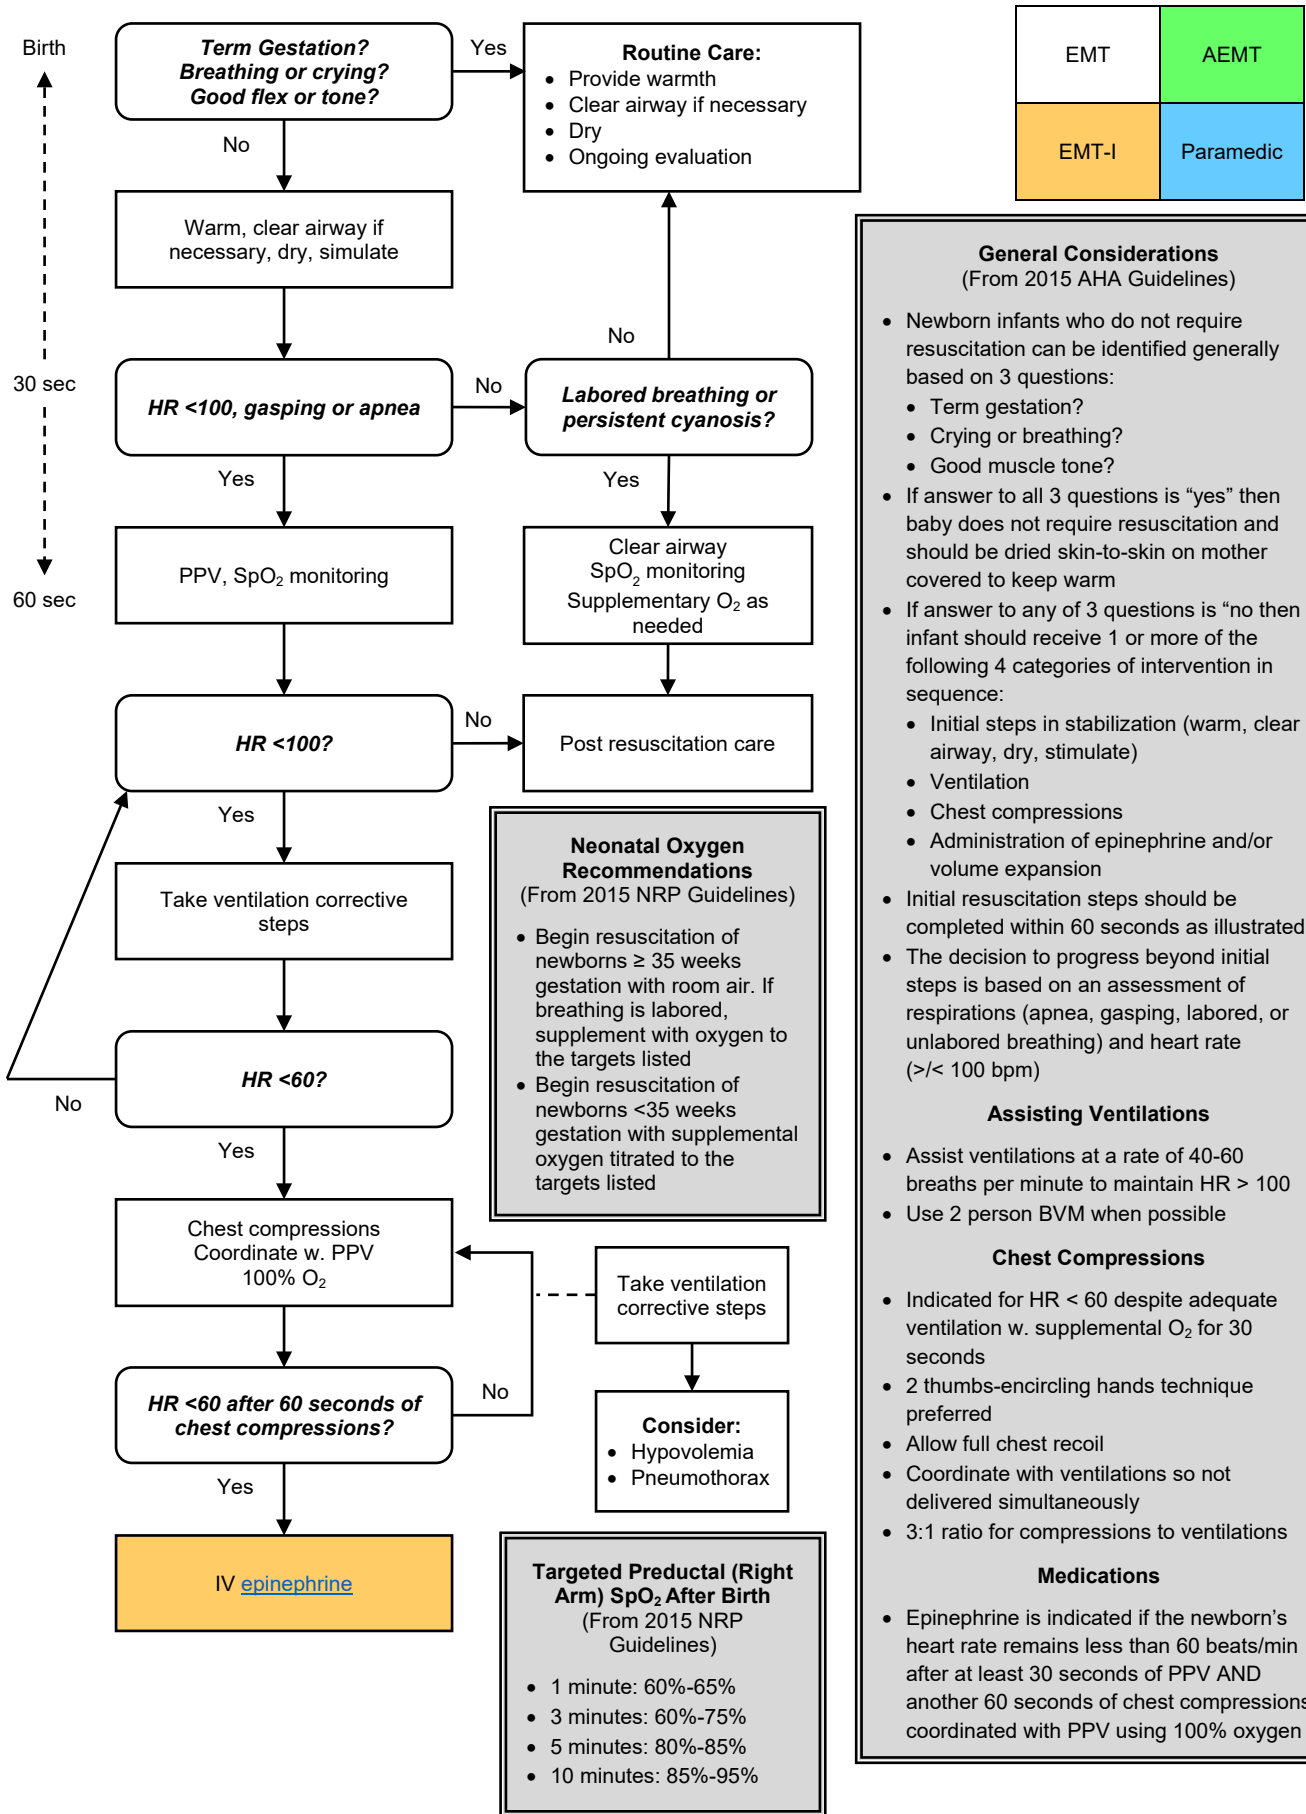 Birth
30 sec
60 sec
Term Gestation?
Breathing or crying?
Good flex or tone?
Yes
No
Routine Care:
• Provide warmth
• Clear airway if necessary
• Dry
• Ongoing evaluation
EMT
AEMT
EMT-I
Paramedic
Warm, clear airway if
necessary, dry, simulate
No
HR <100, gasping or apnea
No
Yes
Labored breathing or
persistent cyanosis?
Yes
PPV, SpO₂ monitoring
Clear airway
SpO₂ monitoring
Supplementary O₂ as
needed
HR <100?
No
Yes
Post resuscitation care
Take ventilation corrective
steps
HR <60?
No
Yes
Chest compressions
Coordinate w. PPV
100% O₂
Take ventilation
corrective steps
HR <60 after 60 seconds of
chest compressions?
No
Yes
Consider:
• Hypovolemia
• Pneumothorax
IV epinephrine
Neonatal Oxygen
Recommendations
(From 2015 NRP Guidelines)
• Begin resuscitation of
newborns ≥ 35 weeks
gestation with room air. If
breathing is labored,
supplement with oxygen to
the targets listed
• Begin resuscitation of
newborns <35 weeks
gestation with supplemental
oxygen titrated to the
targets listed
Targeted Preductal (Right
Arm) SpO₂ After Birth
(From 2015 NRP
Guidelines)
• 1 minute: 60%-65%
• 3 minutes: 60%-75%
• 5 minutes: 80%-85%
• 10 minutes: 85%-95%
General Considerations
(From 2015 AHA Guidelines)
• Newborn infants who do not require
resuscitation can be identified generally
based on 3 questions:
• Term gestation?
• Crying or breathing?
• Good muscle tone?
• If answer to all 3 questions is “yes” then
baby does not require resuscitation and
should be dried skin-to-skin on mother
covered to keep warm
• If answer to any of 3 questions is “no then
infant should receive 1 or more of the
following 4 categories of intervention in
sequence:
• Initial steps in stabilization (warm, clear
airway, dry, stimulate)
• Ventilation
• Chest compressions
• Administration of epinephrine and/or
volume expansion
• Initial resuscitation steps should be
completed within 60 seconds as illustrated
• The decision to progress beyond initial
steps is based on an assessment of
respirations (apnea, gasping, labored, or
unlabored breathing) and heart rate
(>/< 100 bpm)
Assisting Ventilations
• Assist ventilations at a rate of 40-60
breaths per minute to maintain HR > 100
• Use 2 person BVM when possible
Chest Compressions
• Indicated for HR < 60 despite adequate
ventilation w. supplemental O₂ for 30
seconds
• 2 thumbs-encircling hands technique
preferred
• Allow full chest recoil
• Coordinate with ventilations so not
delivered simultaneously
• 3:1 ratio for compressions to ventilations
Medications
• Epinephrine is indicated if the newborn’s
heart rate remains less than 60 beats/min
after at least 30 seconds of PPV AND
another 60 seconds of chest compressions
coordinated with PPV using 100% oxygen